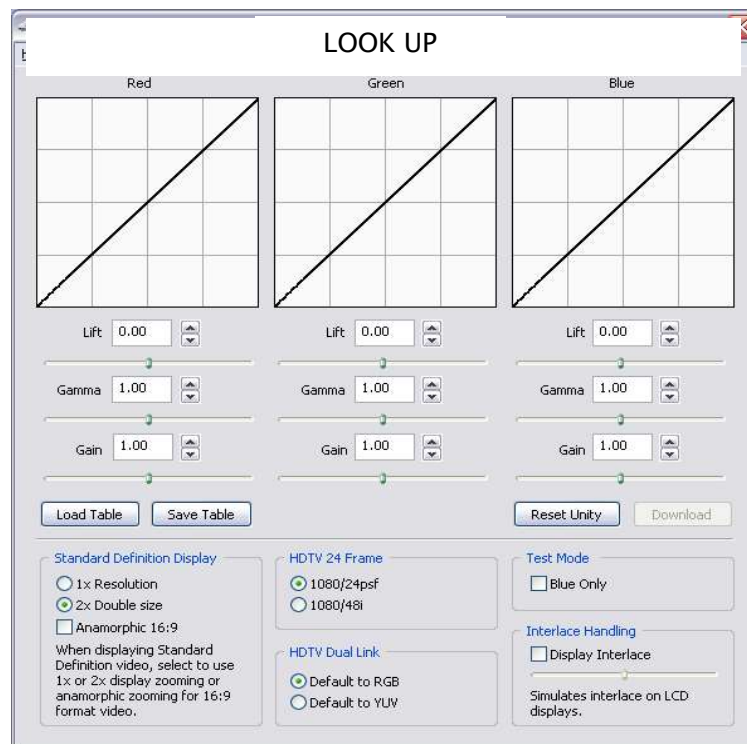 LOOK UP
Red Green Blue
Lift 0.00 Lift 0.00 Lift 0.00
Gamma 1.00 Gamma 1.00 Gamma 1.00
Gain 1.00 Gain 1.00 Gain 1.00
Load Table Save Table Reset Unity Download
Standard Definition Display
1x Resolution
2x Double size
Anamorphic 16:9
When displaying Standard
Definition video, select to use
1x or 2x display zooming or
anamorphic zooming for 16:9
format video.
HDTV 24 Frame
1080/24psf
1080/48i
HDTV Dual Link
Default to RGB
Default to YUV
Test Mode
Blue Only
Interlace Handling
Display Interlace
Simulates interlace on LCD
displays.